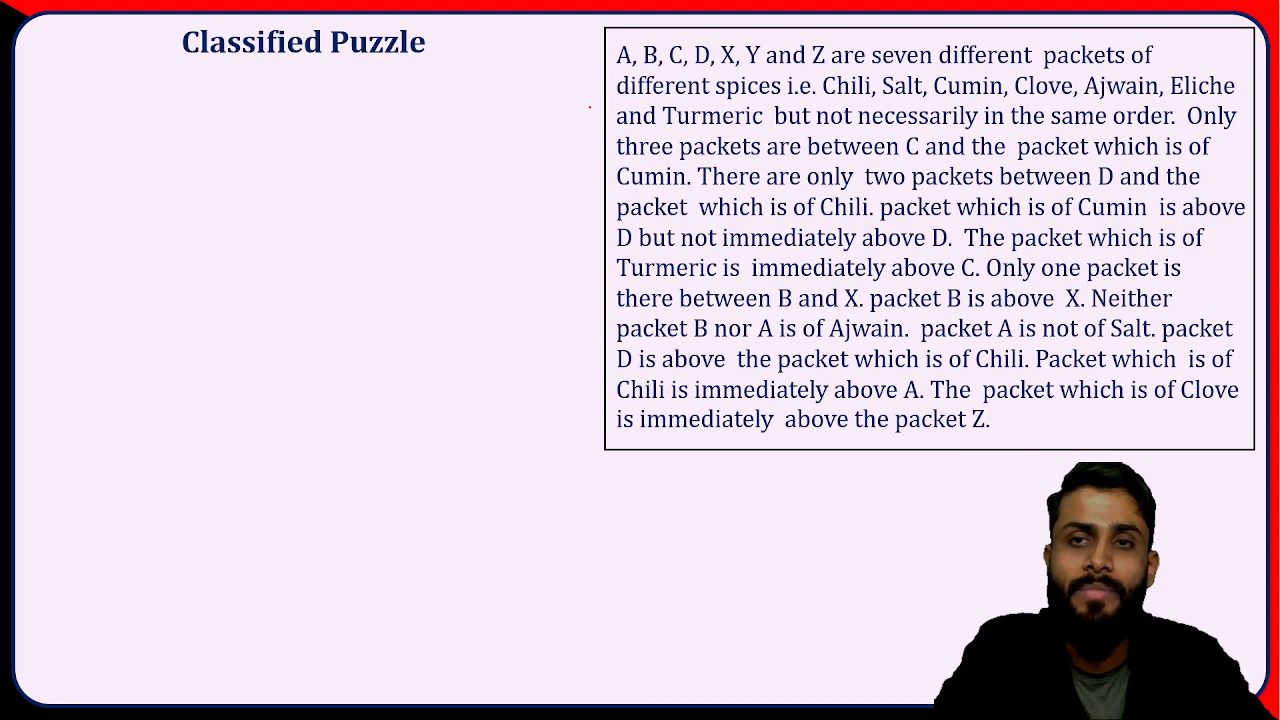 Classified Puzzle
A, B, C, D, X, Y and Z are seven different packets of
different spices i.e. Chili, Salt, Cumin, Clove, Ajwain, Eliche
and Turmeric but not necessarily in the same order. Only
three packets are between C and the packet which is of
Cumin. There are only two packets between D and the
packet which is of Chili. packet which is of Cumin is above
D but not immediately above D. The packet which is of
Turmeric is immediately above C. Only one packet is
there between B and X. packet B is above X. Neither
packet B nor A is of Ajwain. packet A is not of Salt. packet
D is above the packet which is of Chili. Packet which is of
Chili is immediately above A. The packet which is of Clove
is immediately above the packet Z.